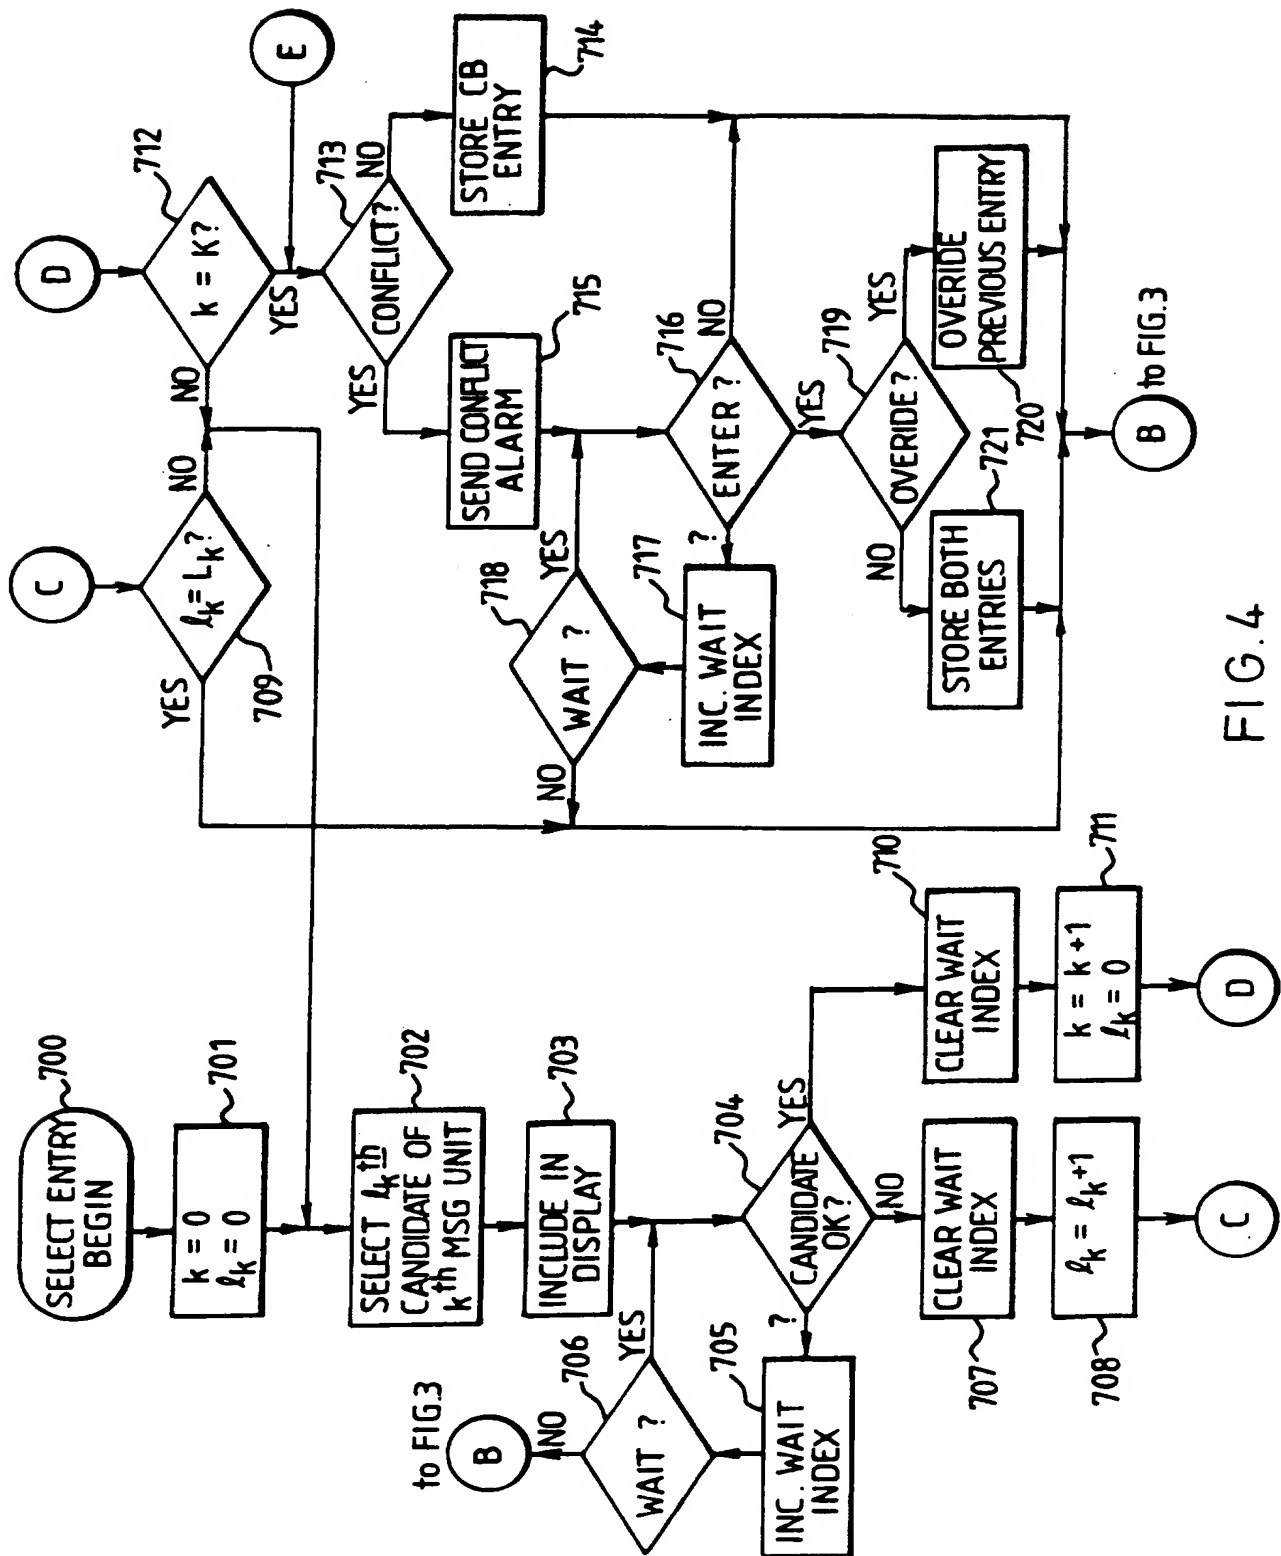 SELECT ENTRY
BEGIN
700
k = 0
ℓk = 0
701
SELECT ℓk th
CANDIDATE OF
kth MSG UNIT
702
INCLUDE IN
DISPLAY
703
CANDIDATE
OK?
704
YES
NO
?
INC. WAIT
INDEX
705
WAIT ?
706
YES
NO
B
to FIG.3
CLEAR WAIT
INDEX
707
ℓk = ℓk+1
708
C
CLEAR WAIT
INDEX
710
k = k+1
ℓk = 0
711
D
C
ℓk = Lk?
709
YES
NO
D
k = K?
712
NO
YES
E
CONFLICT?
713
YES
NO
STORE CB
ENTRY
714
SEND CONFLICT
ALARM
715
ENTER ?
716
NO
YES
?
INC. WAIT
INDEX
717
WAIT ?
718
YES
NO
OVERIDE?
719
YES
NO
OVERIDE
PREVIOUS ENTRY
720
STORE BOTH
ENTRIES
721
B
to FIG.3
FIG.4